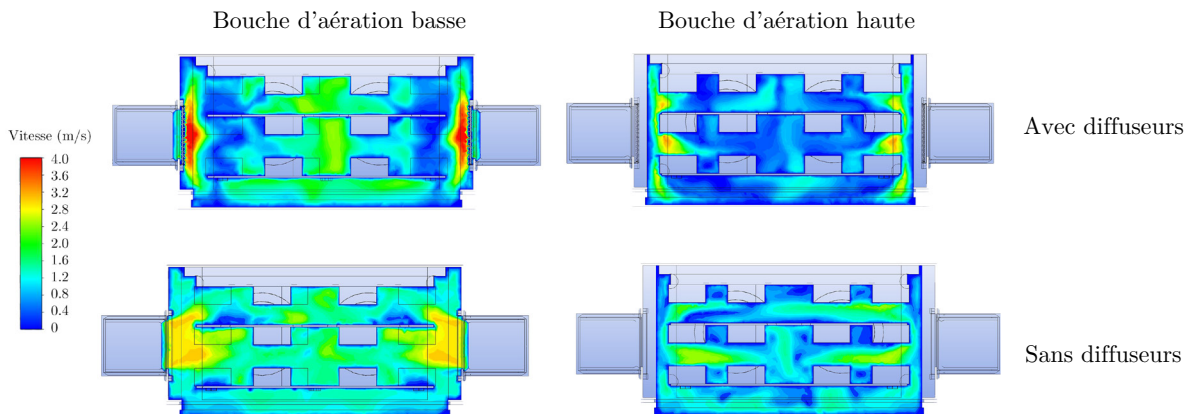 Bouche d'aération basse
Bouche d'aération haute
Avec diffuseurs
Vitesse (m/s)
4.0
3.6
3.2
2.8
2.4
2.0
1.6
1.2
0.8
0.4
0
Sans diffuseurs